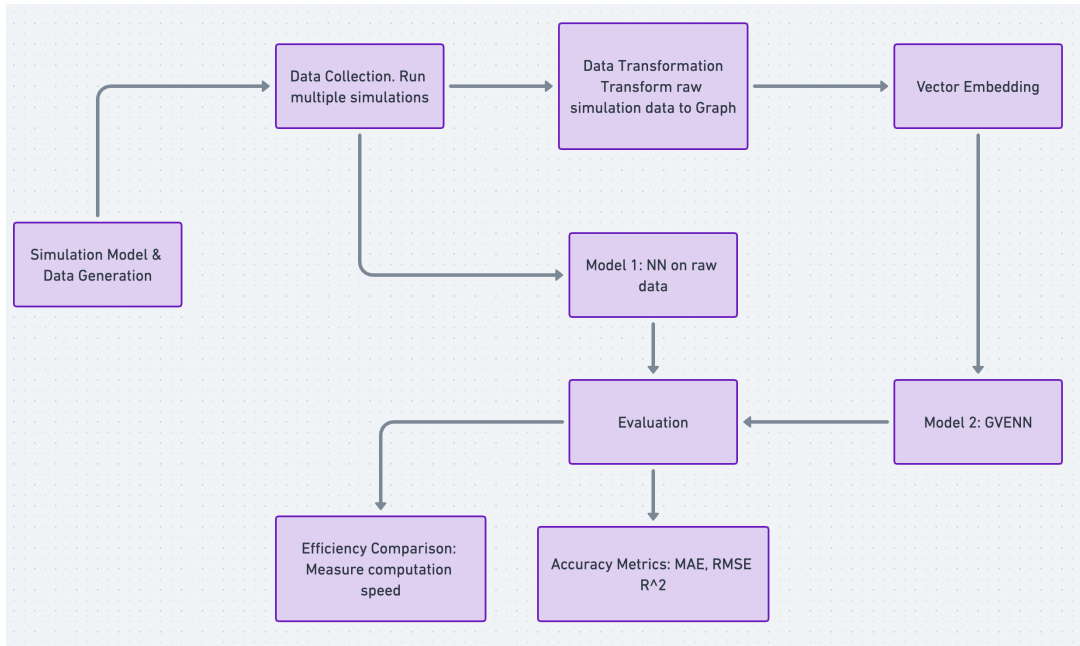 Data Collection. Run
multiple simulations
Data Transformation
Transform raw
simulation data to Graph
Vector Embedding
Simulation Model &
Data Generation
Model 1: NN on raw
data
Evaluation
Model 2: GVENN
Efficiency Comparison:
Measure computation
speed
Accuracy Metrics: MAE, RMSE
R^2